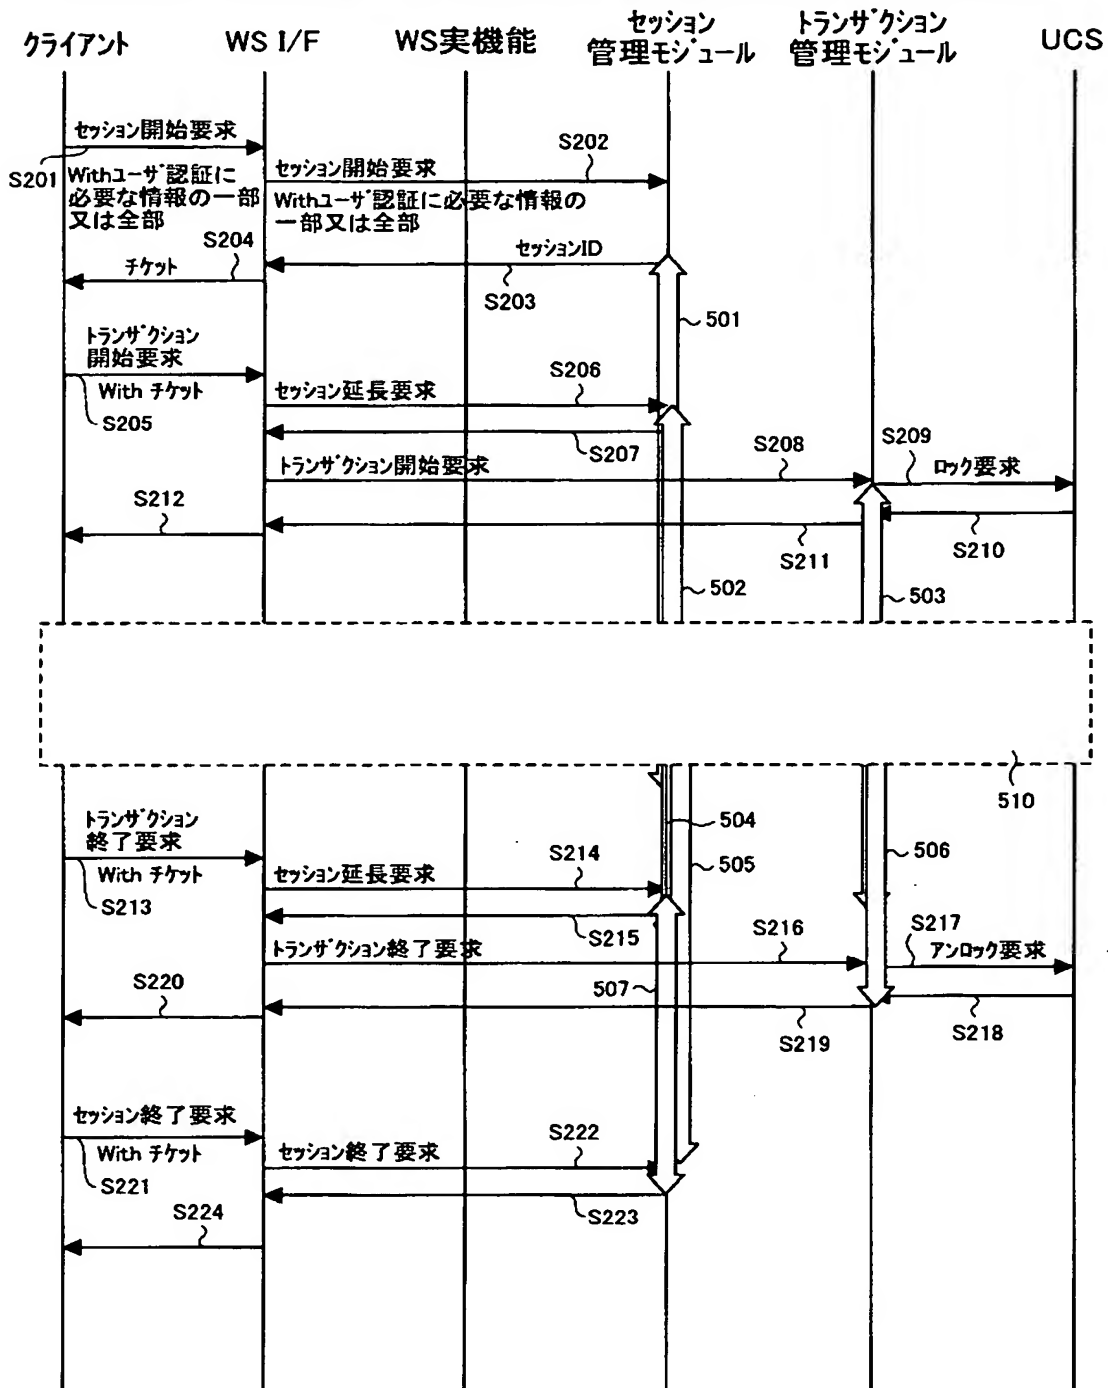 クライアント
WS I/F
WS実機能
セッション
管理モジュール
トランザクション
管理モジュール
UCS
セッション開始要求
S201
Withユーザ認証に
必要な情報の一部
又は全部
S202
セッション開始要求
Withユーザ認証に必要な情報の
一部又は全部
S204
チケット
セッションID
S203
501
トランザクション
開始要求
With チケット
S205
S206
セッション延長要求
S207
S208
トランザクション開始要求
S209
ロック要求
S212
S211
S210
502
503
510
504
トランザクション
終了要求
With チケット
S213
S214
セッション延長要求
505
506
S215
S216
トランザクション終了要求
S217
アンロック要求
S220
507
S219
S218
セッション終了要求
With チケット
S221
S222
セッション終了要求
S223
S224